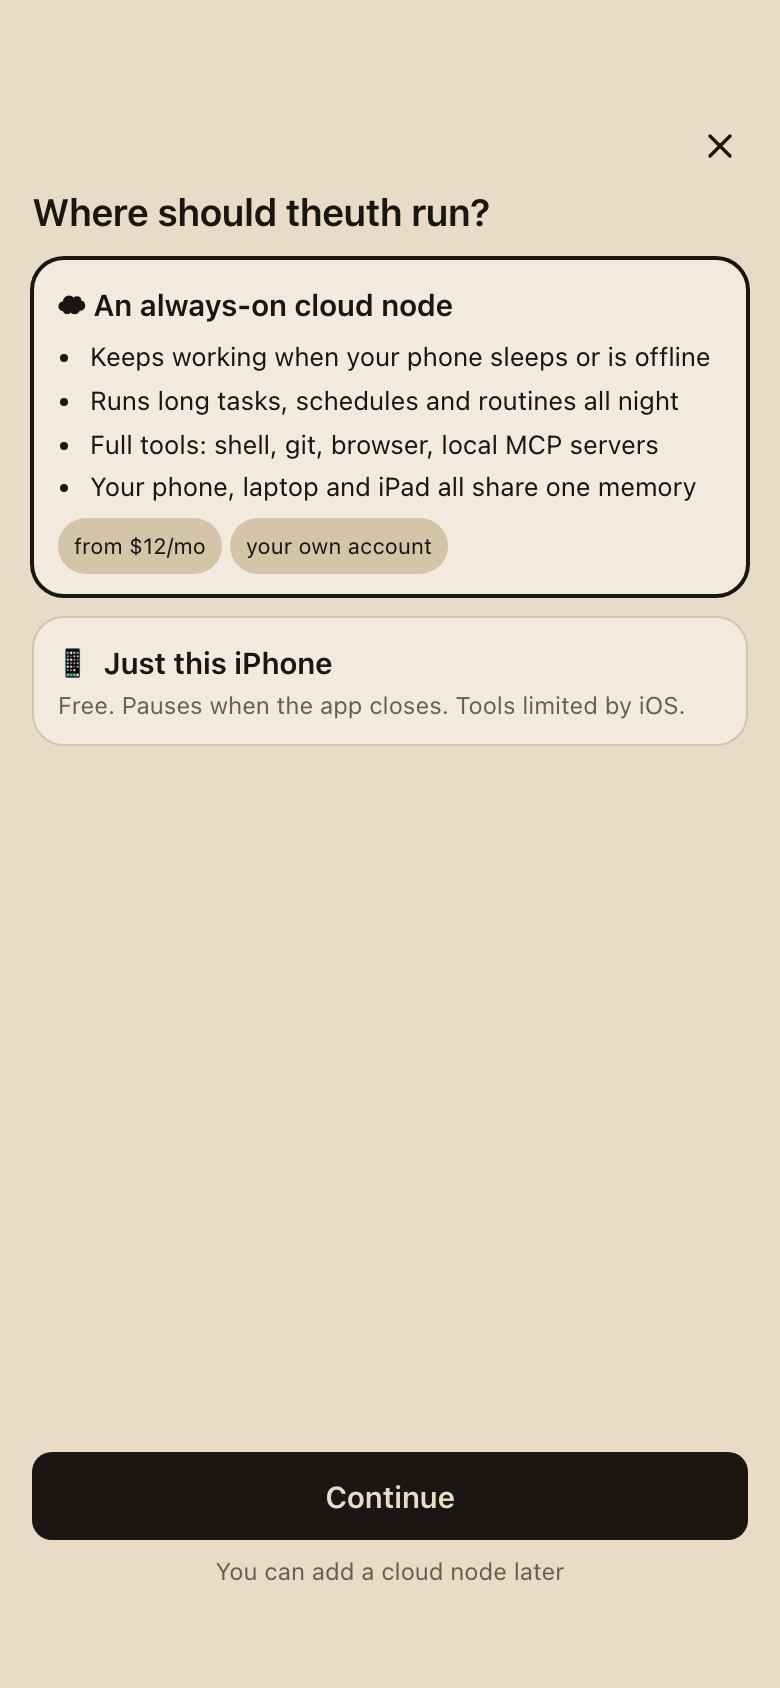 Where should theuth run?
An always-on cloud node
• Keeps working when your phone sleeps or is offline
• Runs long tasks, schedules and routines all night
• Full tools: shell, git, browser, local MCP servers
• Your phone, laptop and iPad all share one memory
from $12/mo your own account
Just this iPhone
Free. Pauses when the app closes. Tools limited by iOS.
Continue
You can add a cloud node later